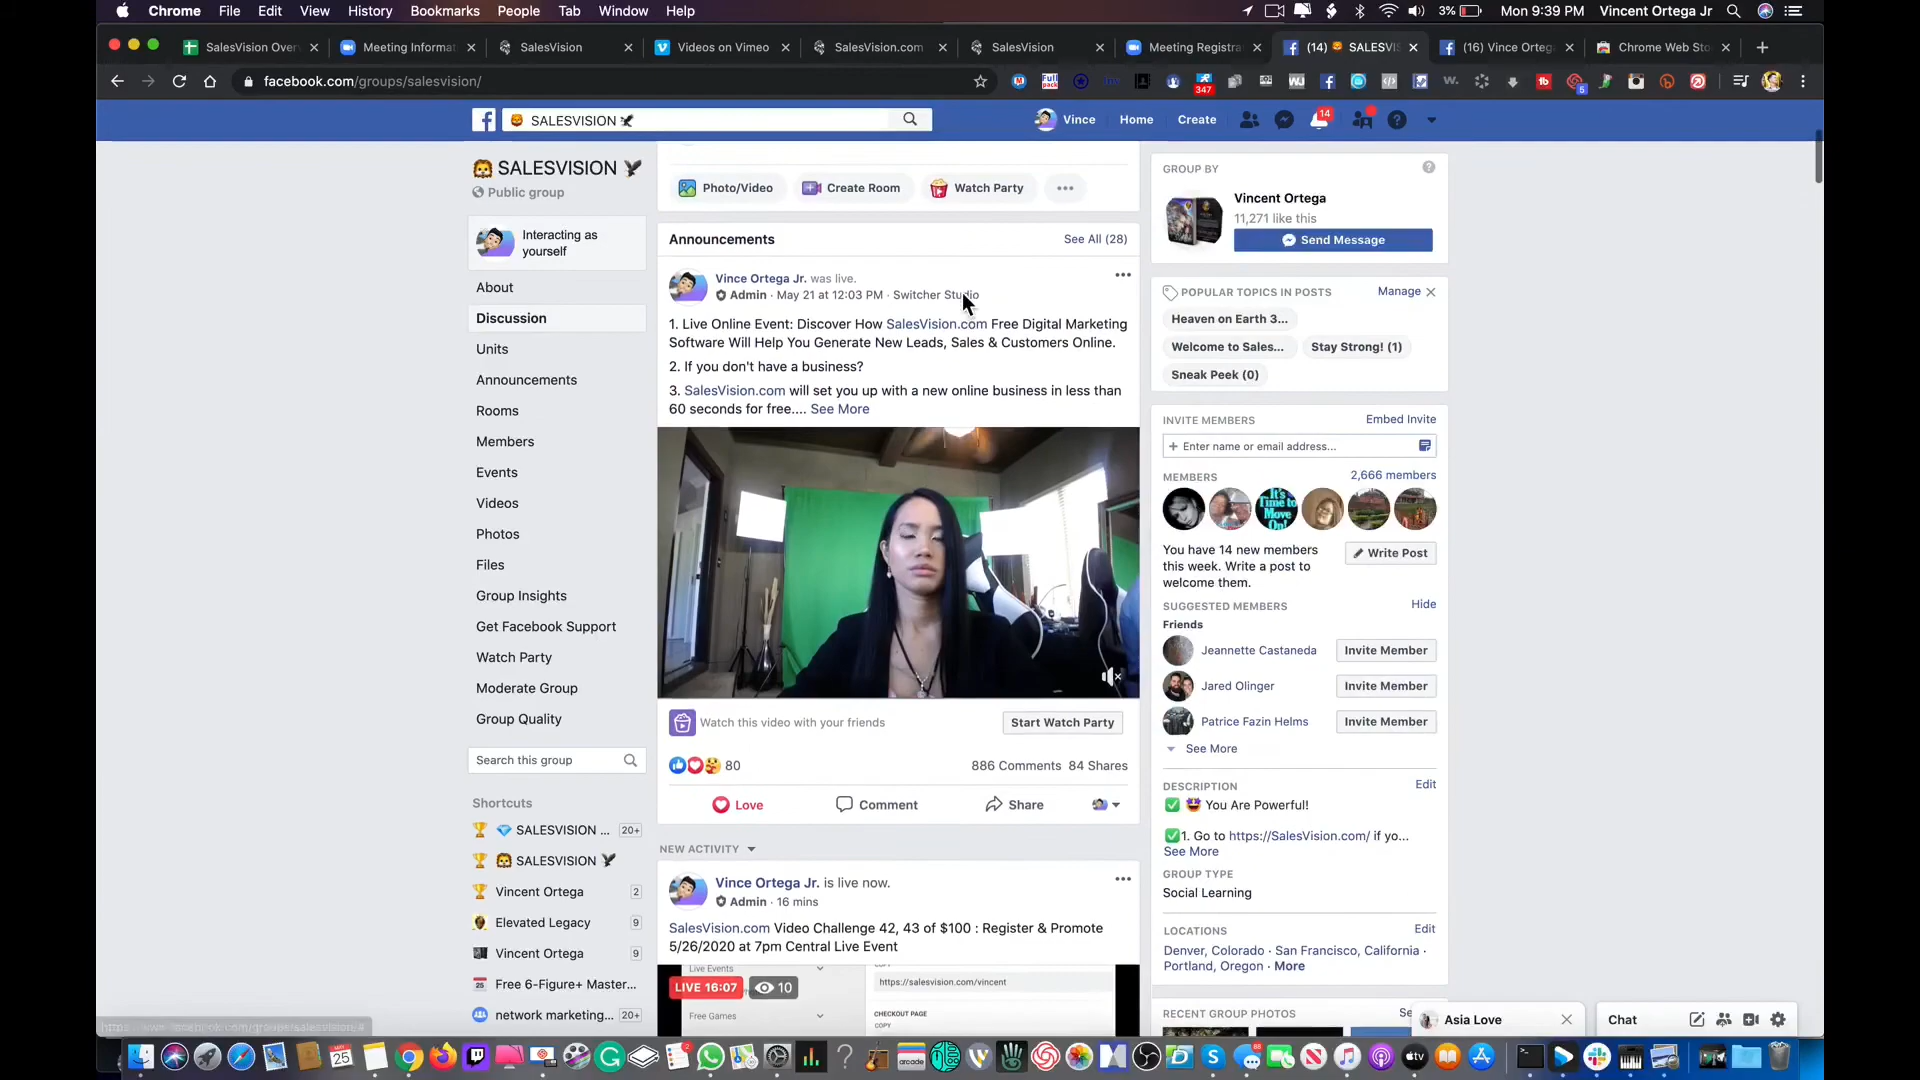 Chrome File Edit View History Bookmarks People Tab Window Help 3% Mon 9:39 PM Vincent Ortega Jr
SalesVision Over Meeting Informat SalesVision Videos on Vimeo SalesVision.com SalesVision Meeting Registra (14) SALESVIS (16) Vince Orteg Chrome Web Sto
facebook.com/groups/salesvision/
SALESVISION
Vince Home Create 14
SALESVISION
Public group
Interacting as
yourself
About
Discussion
Units
Announcements
Rooms
Members
Events
Videos
Photos
Files
Group Insights
Get Facebook Support
Watch Party
Moderate Group
Group Quality
Search this group
Shortcuts
SALESVISION ... 20+
SALESVISION
Vincent Ortega 2
Elevated Legacy 9
Vincent Ortega 9
Free 6-Figure+ Master...
network marketing... 20+
Photo/Video Create Room Watch Party
Announcements See All (28)
Vince Ortega Jr. was live.
Admin · May 21 at 12:03 PM · Switcher Studio
1. Live Online Event: Discover How SalesVision.com Free Digital Marketing
Software Will Help You Generate New Leads, Sales & Customers Online.
2. If you don't have a business?
3. SalesVision.com will set you up with a new online business in less than
60 seconds for free.... See More
Watch this video with your friends Start Watch Party
80 886 Comments 84 Shares
Love Comment Share
NEW ACTIVITY
Vince Ortega Jr. is live now.
Admin · 16 mins
SalesVision.com Video Challenge 42, 43 of $100 : Register & Promote
5/26/2020 at 7pm Central Live Event
Live Events
COPY
LIVE 16:07 10
https://salesvision.com/vincent
Free Games
CHECKOUT PAGE
COPY
GROUP BY
Vincent Ortega
11,271 like this
Send Message
POPULAR TOPICS IN POSTS Manage
Heaven on Earth 3...
Welcome to Sales... Stay Strong! (1)
Sneak Peek (0)
INVITE MEMBERS Embed Invite
+ Enter name or email address...
MEMBERS 2,666 members
It's Time to Move On!
You have 14 new members
this week. Write a post to
welcome them.
Write Post
SUGGESTED MEMBERS Hide
Friends
Jeannette Castaneda Invite Member
Jared Olinger Invite Member
Patrice Fazin Helms Invite Member
See More
DESCRIPTION Edit
You Are Powerful!
1. Go to https://SalesVision.com/ if yo...
See More
GROUP TYPE
Social Learning
LOCATIONS Edit
Denver, Colorado · San Francisco, California ·
Portland, Oregon · More
RECENT GROUP PHOTOS
Asia Love
Chat